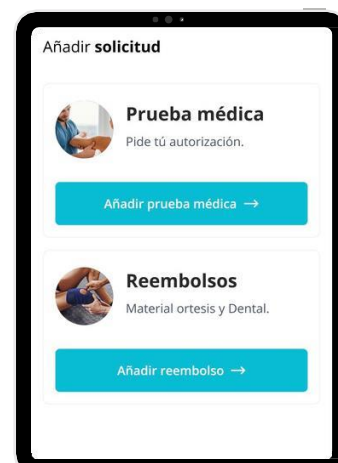 Añadir solicitud
Prueba médica
Pide tú autorización.
Añadir prueba médica →
Reembolsos
Material ortesis y Dental.
Añadir reembolso →